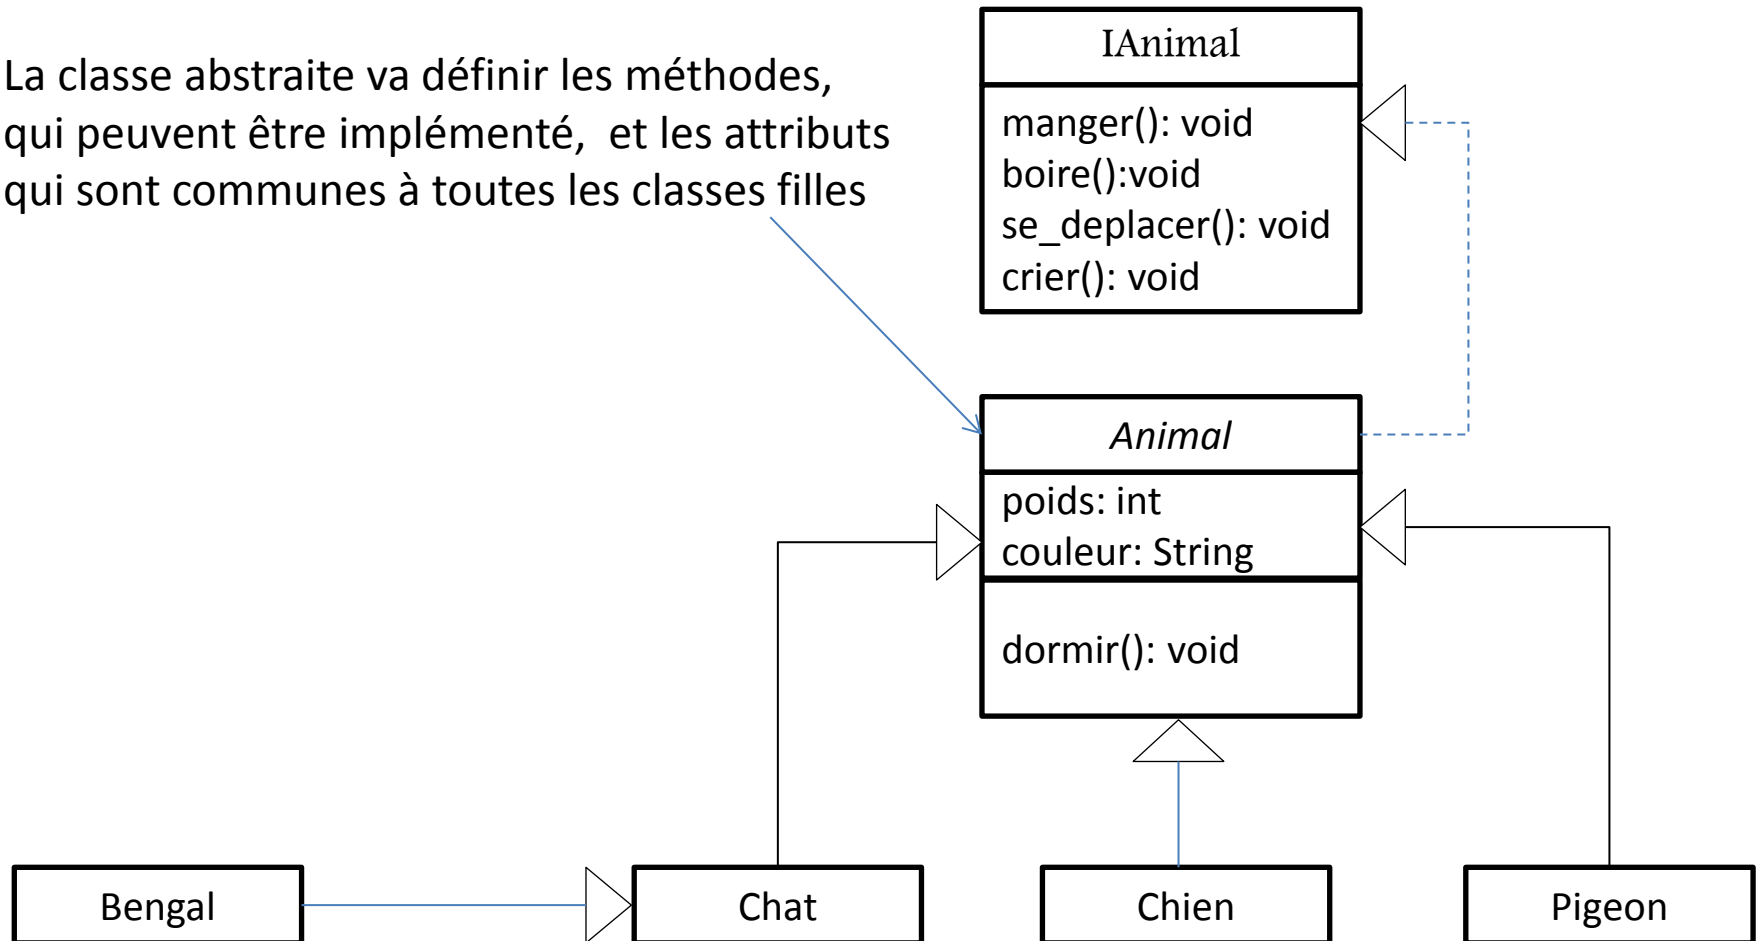 La classe abstraite va définir les méthodes,
qui peuvent être implémenté,  et les attributs
qui sont communes à toutes les classes filles
IAnimal
manger(): void
boire():void
se_deplacer(): void
crier(): void
Animal
poids: int
couleur: String
dormir(): void
Bengal
Chat
Chien
Pigeon